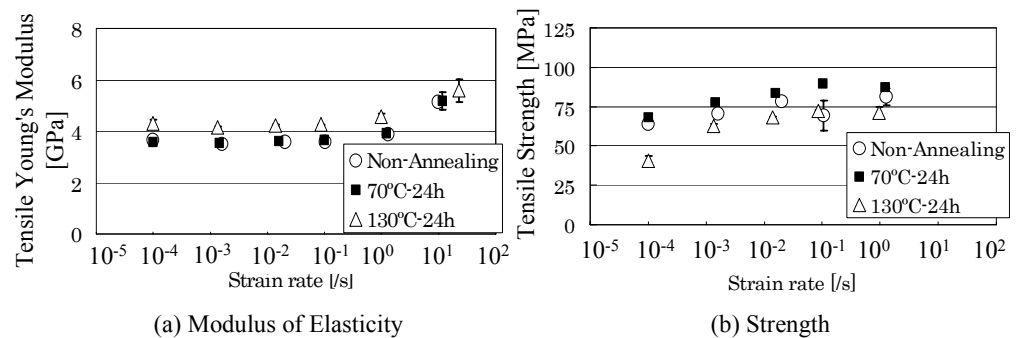 Tensile Young's Modulus
[GPa]
8
6
4
2
0
(a)
Non-Annealing
70ºC-24h
130ºC-24h
10-5 10-4 10-3 10-2 10-1 100 101 102
Strain rate [/s]
(a) Modulus of Elasticity
Tensile Strength [MPa]
125
100
75
50
25
0
(b)
Non-Annealing
70ºC-24h
130ºC-24h
10-5 10-4 10-3 10-2 10-1 100 101 102
Strain rate [/s]
(b) Strength